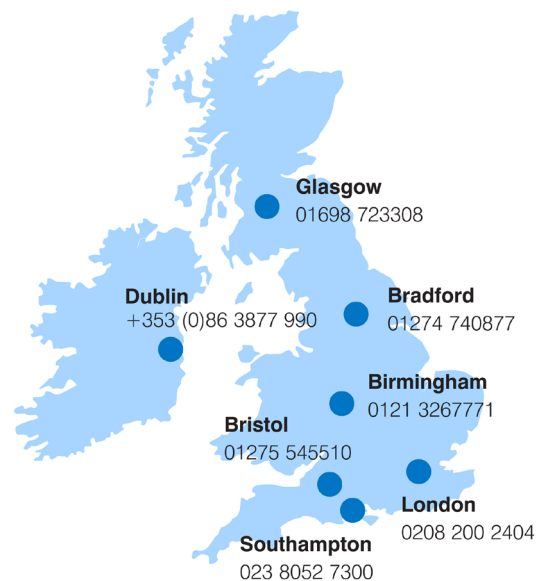 Glasgow
01698 723308
Dublin
+353 (0)86 3877 990
Bradford
01274 740877
Birmingham
0121 3267771
Bristol
01275 545510
London
0208 200 2404
Southampton
023 8052 7300